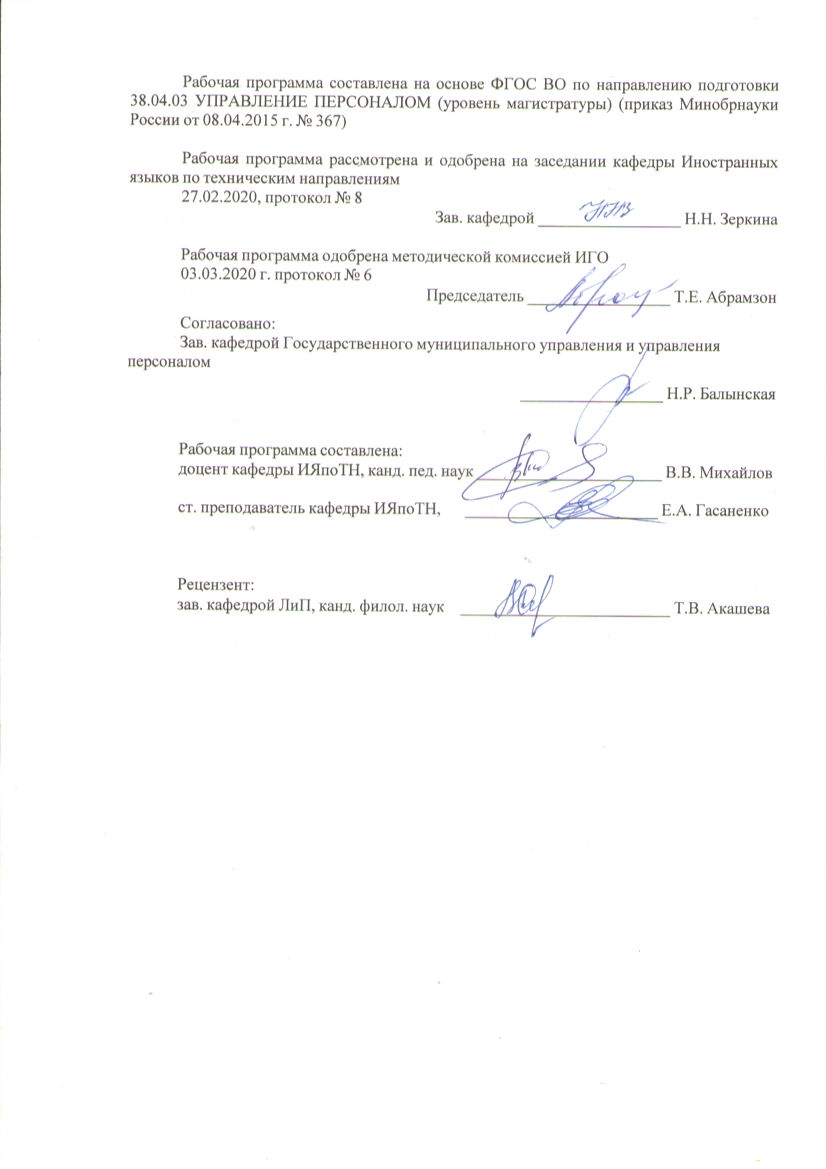 Рабочая программа составлена на основе ФГОС ВО по направлению подготовки
38.04.03 УПРАВЛЕНИЕ ПЕРСОНАЛОМ (уровень магистратуры) (приказ Минобрнауки
России от 08.04.2015 г. № 367)
Рабочая программа рассмотрена и одобрена на заседании кафедры Иностранных
языков по техническим направлениям
27.02.2020, протокол № 8
Зав. кафедрой Н.Н. Зеркина
Рабочая программа одобрена методической комиссией ИГО
03.03.2020 г. протокол № 6
Председатель Т.Е. Абрамзон
Согласовано:
Зав. кафедрой Государственного муниципального управления и управления
персоналом
Н.Р. Балынская
Рабочая программа составлена:
доцент кафедры ИЯпоТН, канд. пед. наук В.В. Михайлов
ст. преподаватель кафедры ИЯпоТН, Е.А. Гасаненко
Рецензент:
зав. кафедрой ЛиП, канд. филол. наук Т.В. Акашева